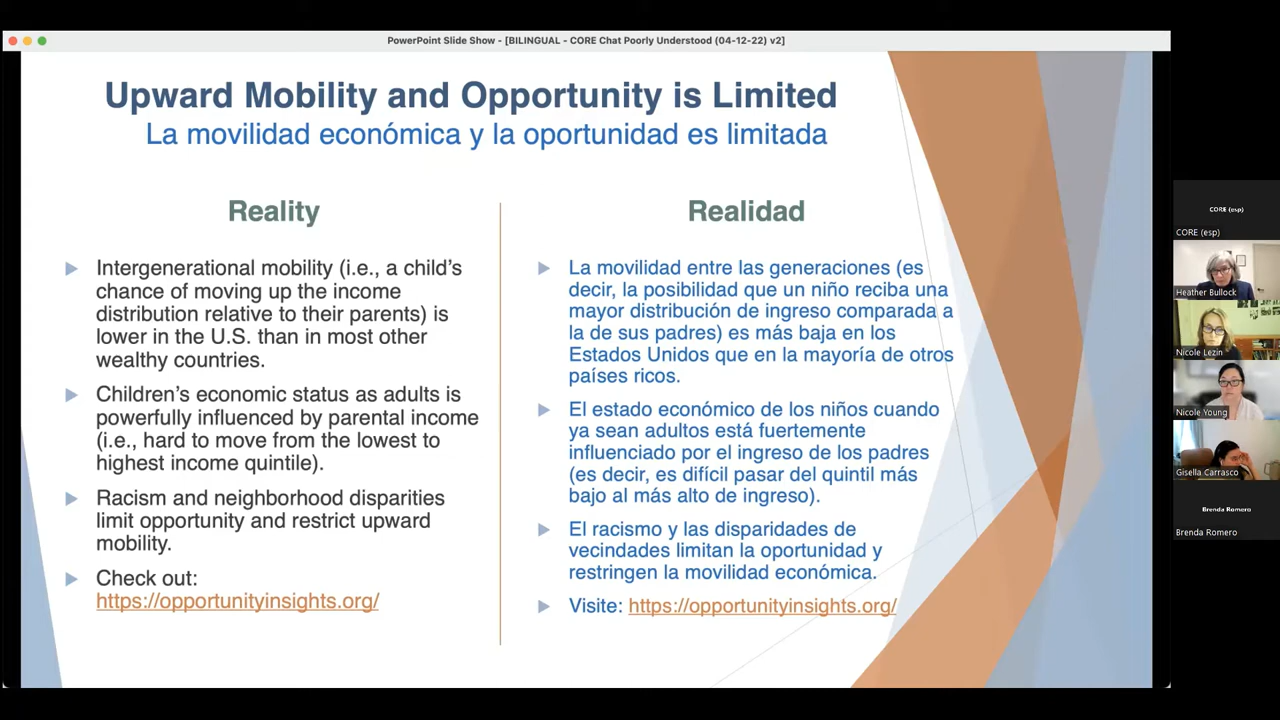 PowerPoint Slide Show - [BILINGUAL - CORE Chat Poorly Understood (04-12-22) v2]
Upward Mobility and Opportunity is Limited
La movilidad económica y la oportunidad es limitada
Reality
Intergenerational mobility (i.e., a child’s
chance of moving up the income
distribution relative to their parents) is
lower in the U.S. than in most other
wealthy countries.
Children’s economic status as adults is
powerfully influenced by parental income
(i.e., hard to move from the lowest to
highest income quintile).
Racism and neighborhood disparities
limit opportunity and restrict upward
mobility.
Check out:
https://opportunityinsights.org/
Realidad
La movilidad entre las generaciones (es
decir, la posibilidad que un niño reciba una
mayor distribución de ingreso comparada a
la de sus padres) es más baja en los
Estados Unidos que en la mayoría de otros
países ricos.
El estado económico de los niños cuando
ya sean adultos está fuertemente
influenciado por el ingreso de los padres
(es decir, es difícil pasar del quintil más
bajo al más alto de ingreso).
El racismo y las disparidades de
vecindades limitan la oportunidad y
restringen la movilidad económica.
Visite: https://opportunityinsights.org/
CORE (esp)
CORE (esp)
Heather Bullock
Nicole Lezin
Nicole Young
Gisella Carrasco
Brenda Romero
Brenda Romero